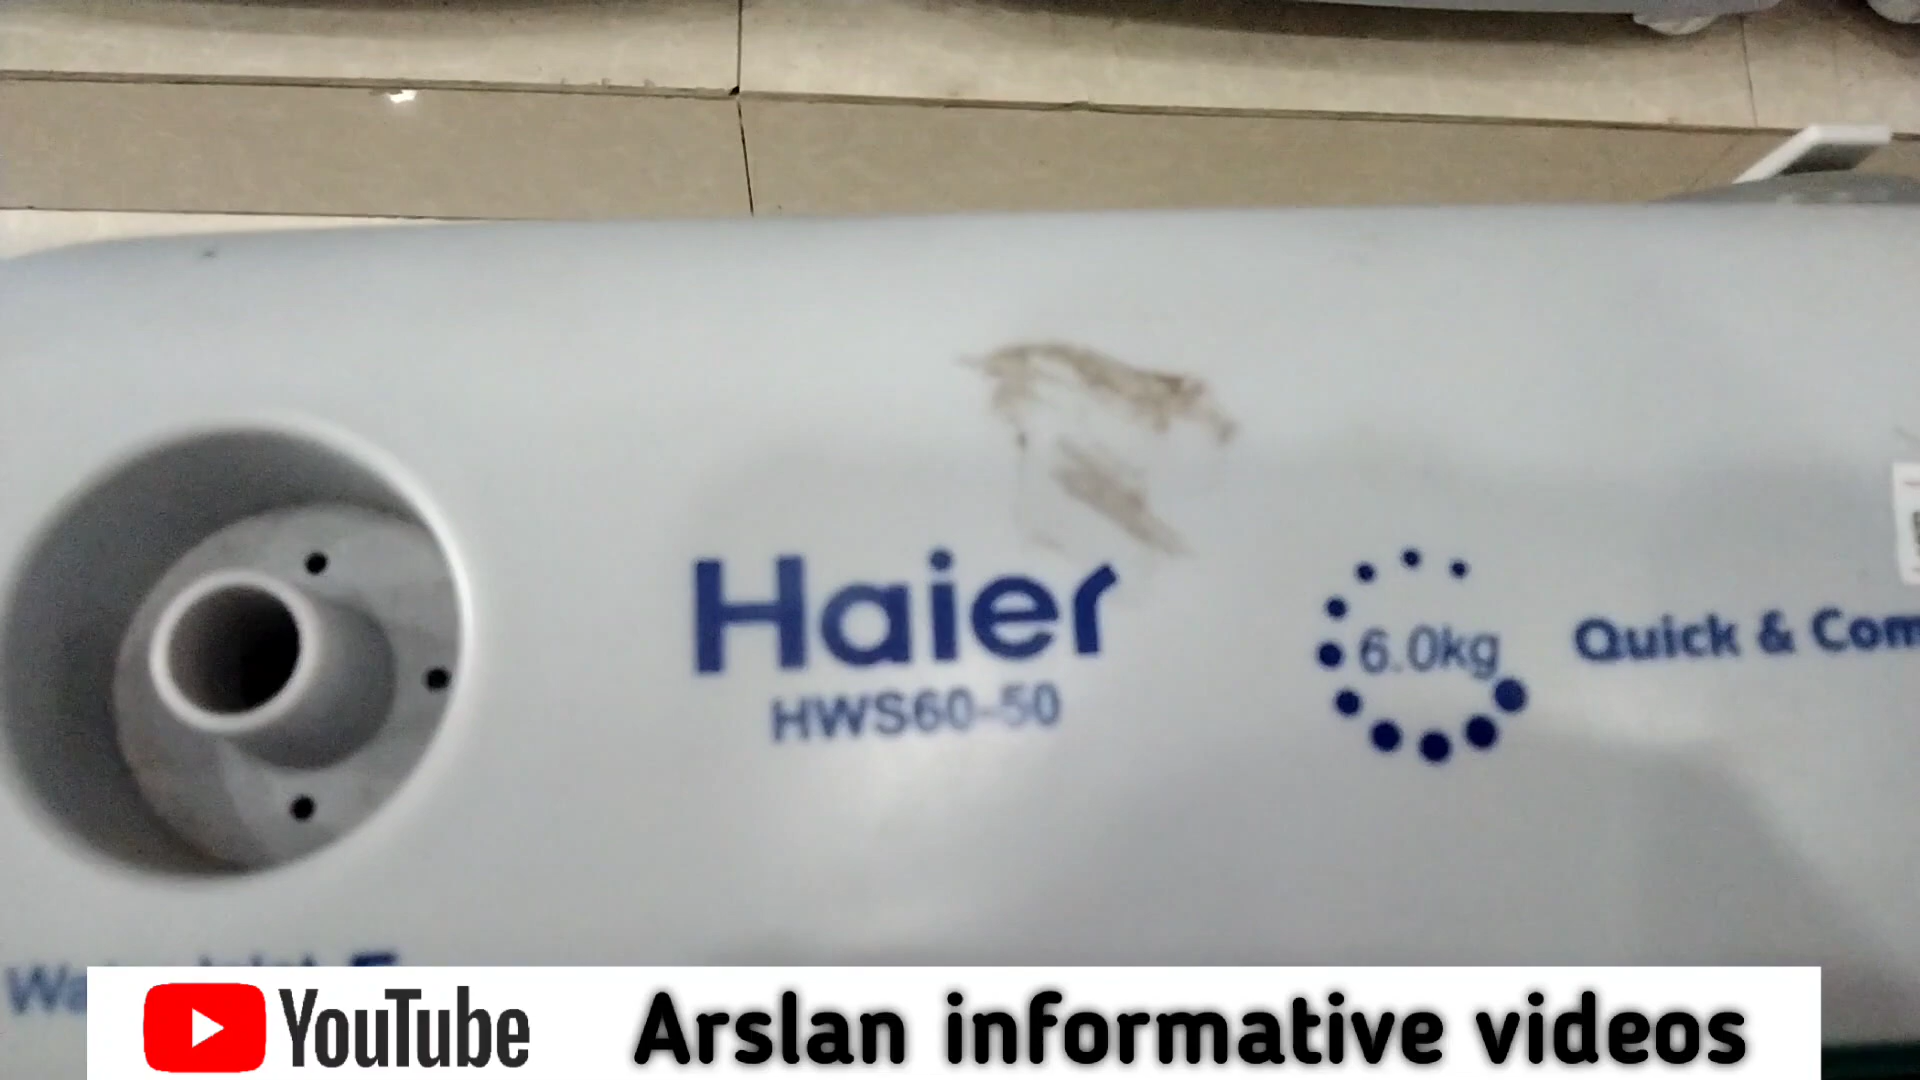 Haier
HWS60-50
6.0kg
Quick & Com
YouTube Arslan informative videos